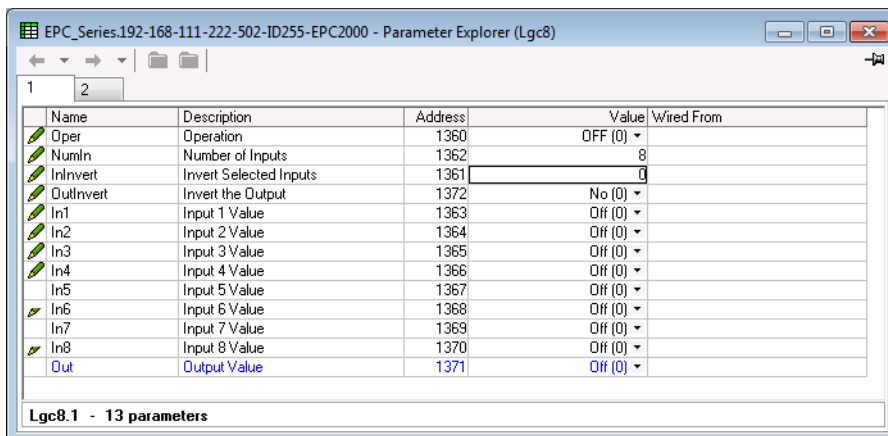 EPC_Series.192-168-111-222-502-ID255-EPC2000 - Parameter Explorer (Lgc8)
1 2
Name Description Address Value Wired From
Oper Operation 1360 OFF (0)
NumIn Number of Inputs 1362 8
InInvert Invert Selected Inputs 1361 0
OutInvert Invert the Output 1372 No (0)
In1 Input 1 Value 1363 Off (0)
In2 Input 2 Value 1364 Off (0)
In3 Input 3 Value 1365 Off (0)
In4 Input 4 Value 1366 Off (0)
In5 Input 5 Value 1367 Off (0)
In6 Input 6 Value 1368 Off (0)
In7 Input 7 Value 1369 Off (0)
In8 Input 8 Value 1370 Off (0)
Out Output Value 1371 Off (0)
Lgc8.1 - 13 parameters